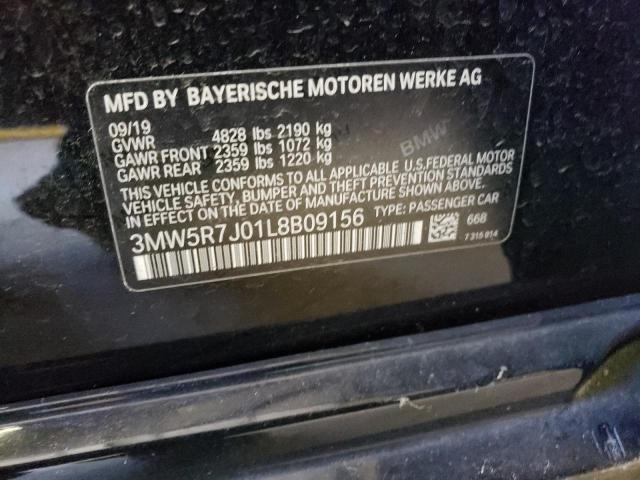 MFD BY BAYERISCHE MOTOREN WERKE AG
09/19
GVWR 4828 lbs 2190 kg
GAWR FRONT 2359 lbs 1072 kg
GAWR REAR 2359 lbs 1220 kg
BMW
THIS VEHICLE CONFORMS TO ALL APPLICABLE U.S. FEDERAL MOTOR
VEHICLE SAFETY, BUMPER AND THEFT PREVENTION STANDARDS
IN EFFECT ON THE DATE OF MANUFACTURE SHOWN ABOVE.
3MW5R7J01L8B09156 TYPE: PASSENGER CAR
668
7 315 914